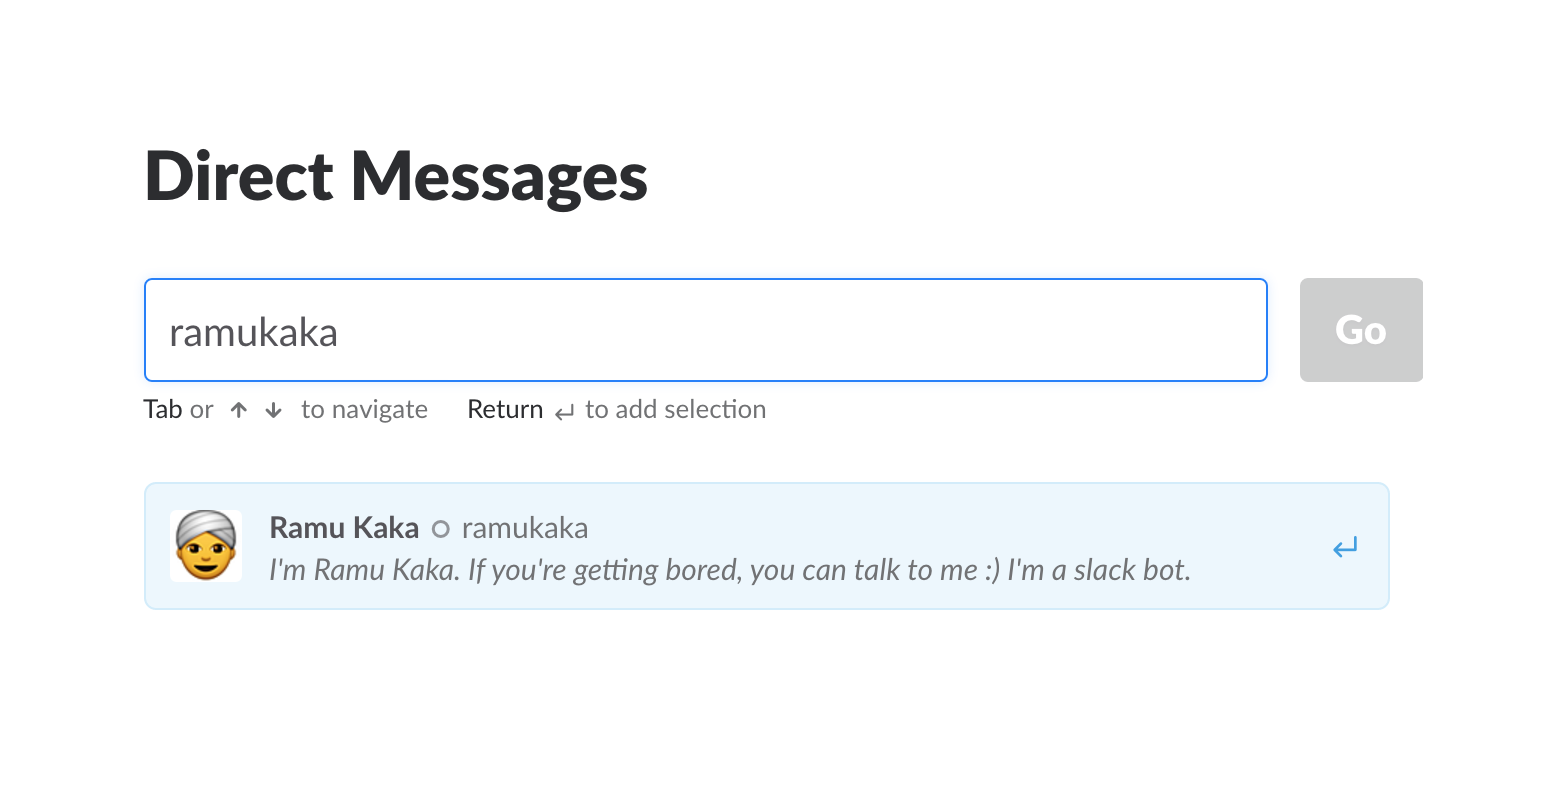 Direct Messages
ramukaka
Go
Tab or ↑ ↓ to navigate Return ↵ to add selection
Ramu Kaka ramukaka
I'm Ramu Kaka. If you're getting bored, you can talk to me :) I'm a slack bot.